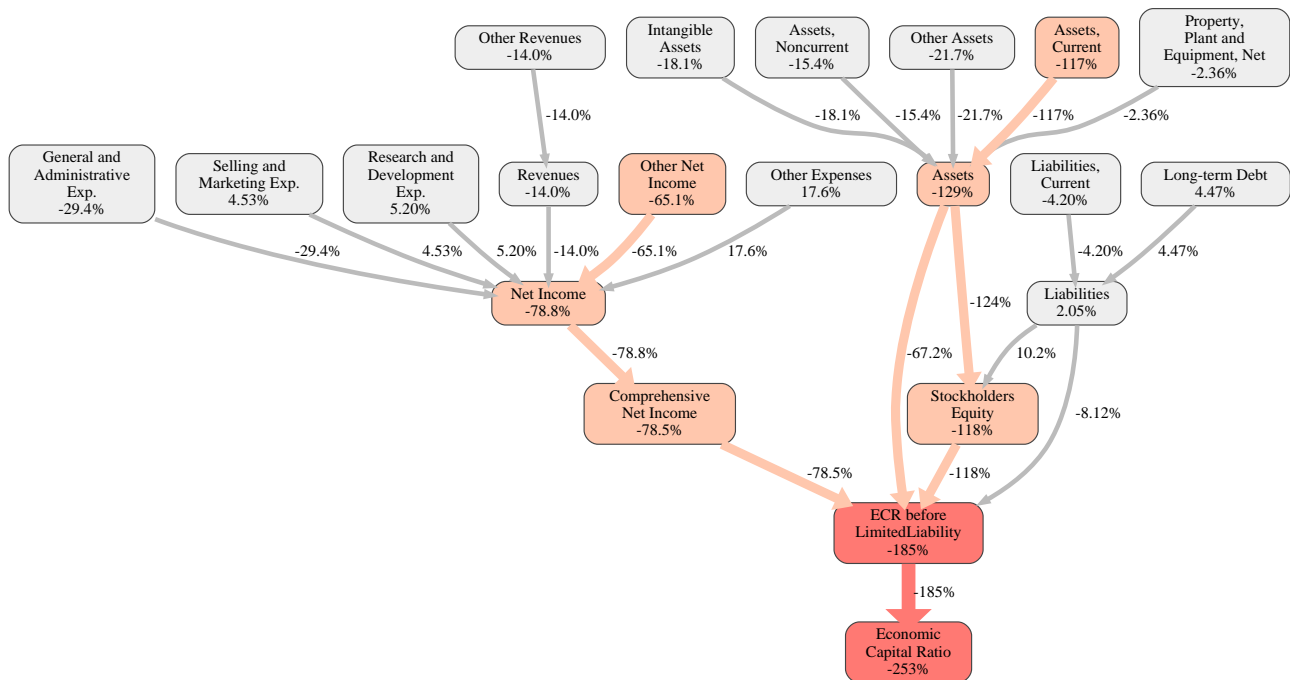 Other Revenues
-14.0%
Intangible
Assets
-18.1%
Assets,
Noncurrent
-15.4%
Other Assets
-21.7%
Assets,
Current
-117%
Property,
Plant and
Equipment, Net
-2.36%
-14.0%
-18.1%
-15.4%
-21.7%
-117%
-2.36%
General and
Administrative
Exp.
-29.4%
Selling and
Marketing Exp.
4.53%
Research and
Development
Exp.
5.20%
Revenues
-14.0%
Other Net
Income
-65.1%
Other Expenses
17.6%
Assets
-129%
Liabilities,
Current
-4.20%
Long-term Debt
4.47%
-29.4%
4.53%
5.20%
-14.0%
-65.1%
17.6%
-4.20%
4.47%
Net Income
-78.8%
Liabilities
2.05%
-124%
-78.8%
-67.2%
10.2%
Comprehensive
Net Income
-78.5%
Stockholders
Equity
-118%
-8.12%
-78.5%
-118%
ECR before
LimitedLiability
-185%
-185%
Economic
Capital Ratio
-253%